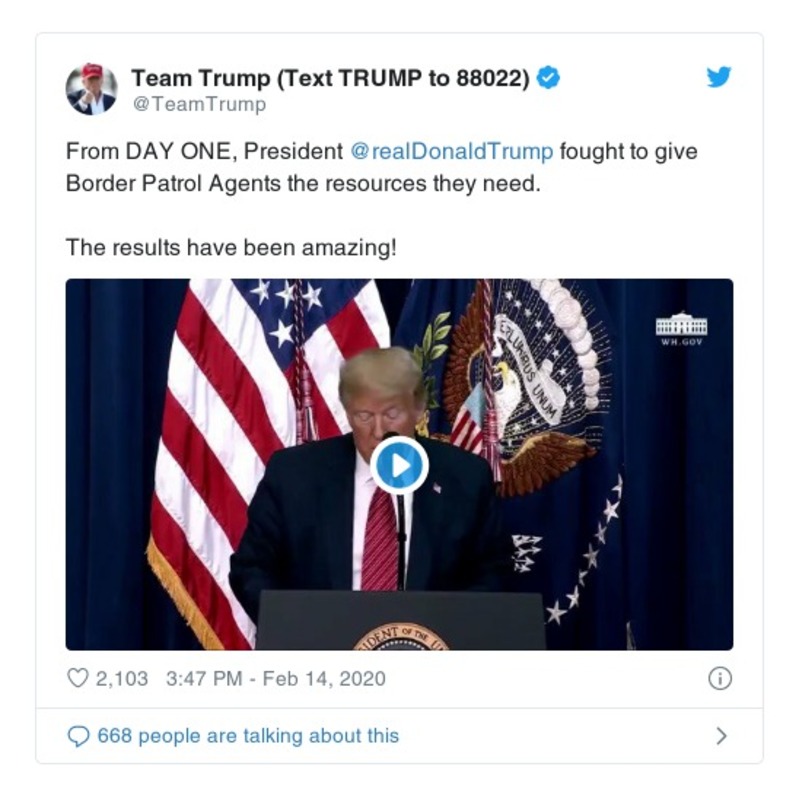 Team Trump (Text TRUMP to 88022)
@TeamTrump
From DAY ONE, President @realDonaldTrump fought to give
Border Patrol Agents the resources they need.
The results have been amazing!
PLURIBUS UNUM
WH.GOV
IDENT OF THE U
2,103 3:47 PM - Feb 14, 2020
668 people are talking about this